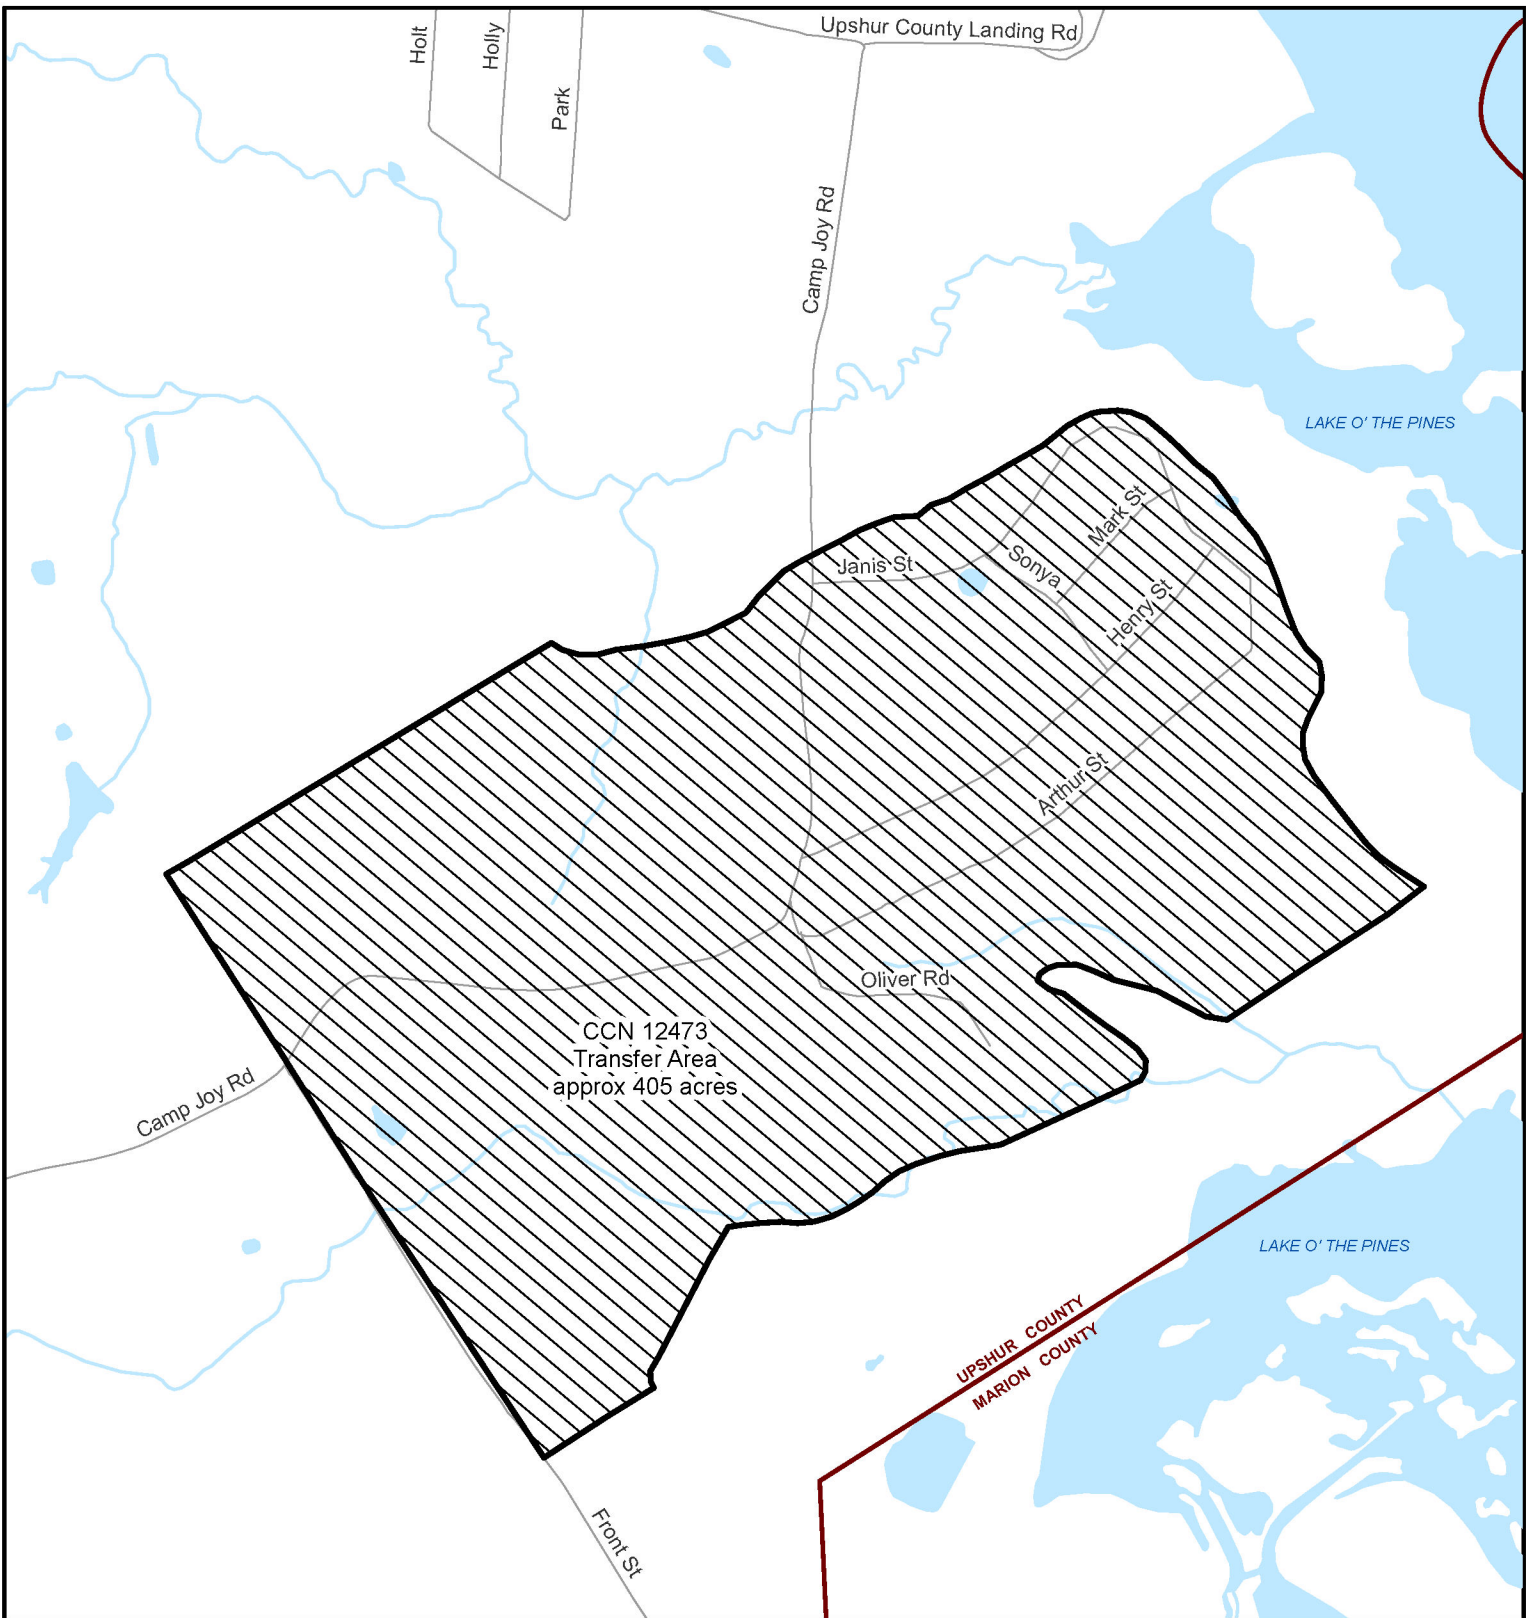 Upshur County Landing Rd
Holt
Holly
Park
Camp Joy Rd
LAKE O' THE PINES
Mark St
Janis St
Sonya
Henry St
Arthur St
Oliver Rd
CCN 12473
Transfer Area
approx 405 acres
Camp Joy Rd
LAKE O' THE PINES
UPSHUR COUNTY
MARION COUNTY
Front St